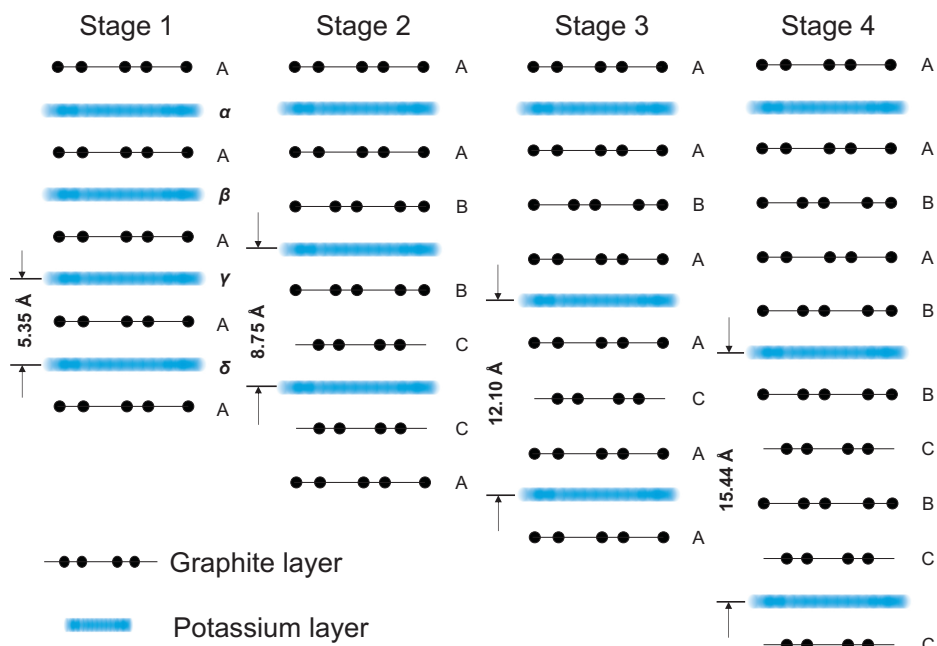 Stage 1
A
α
A
β
A
γ
A
δ
A
5.35 Å
Stage 2
A
A
B
B
C
C
A
8.75 Å
Stage 3
A
A
B
A
A
C
A
A
12.10 Å
Stage 4
A
A
B
A
B
B
C
B
C
C
15.44 Å
Graphite layer
Potassium layer